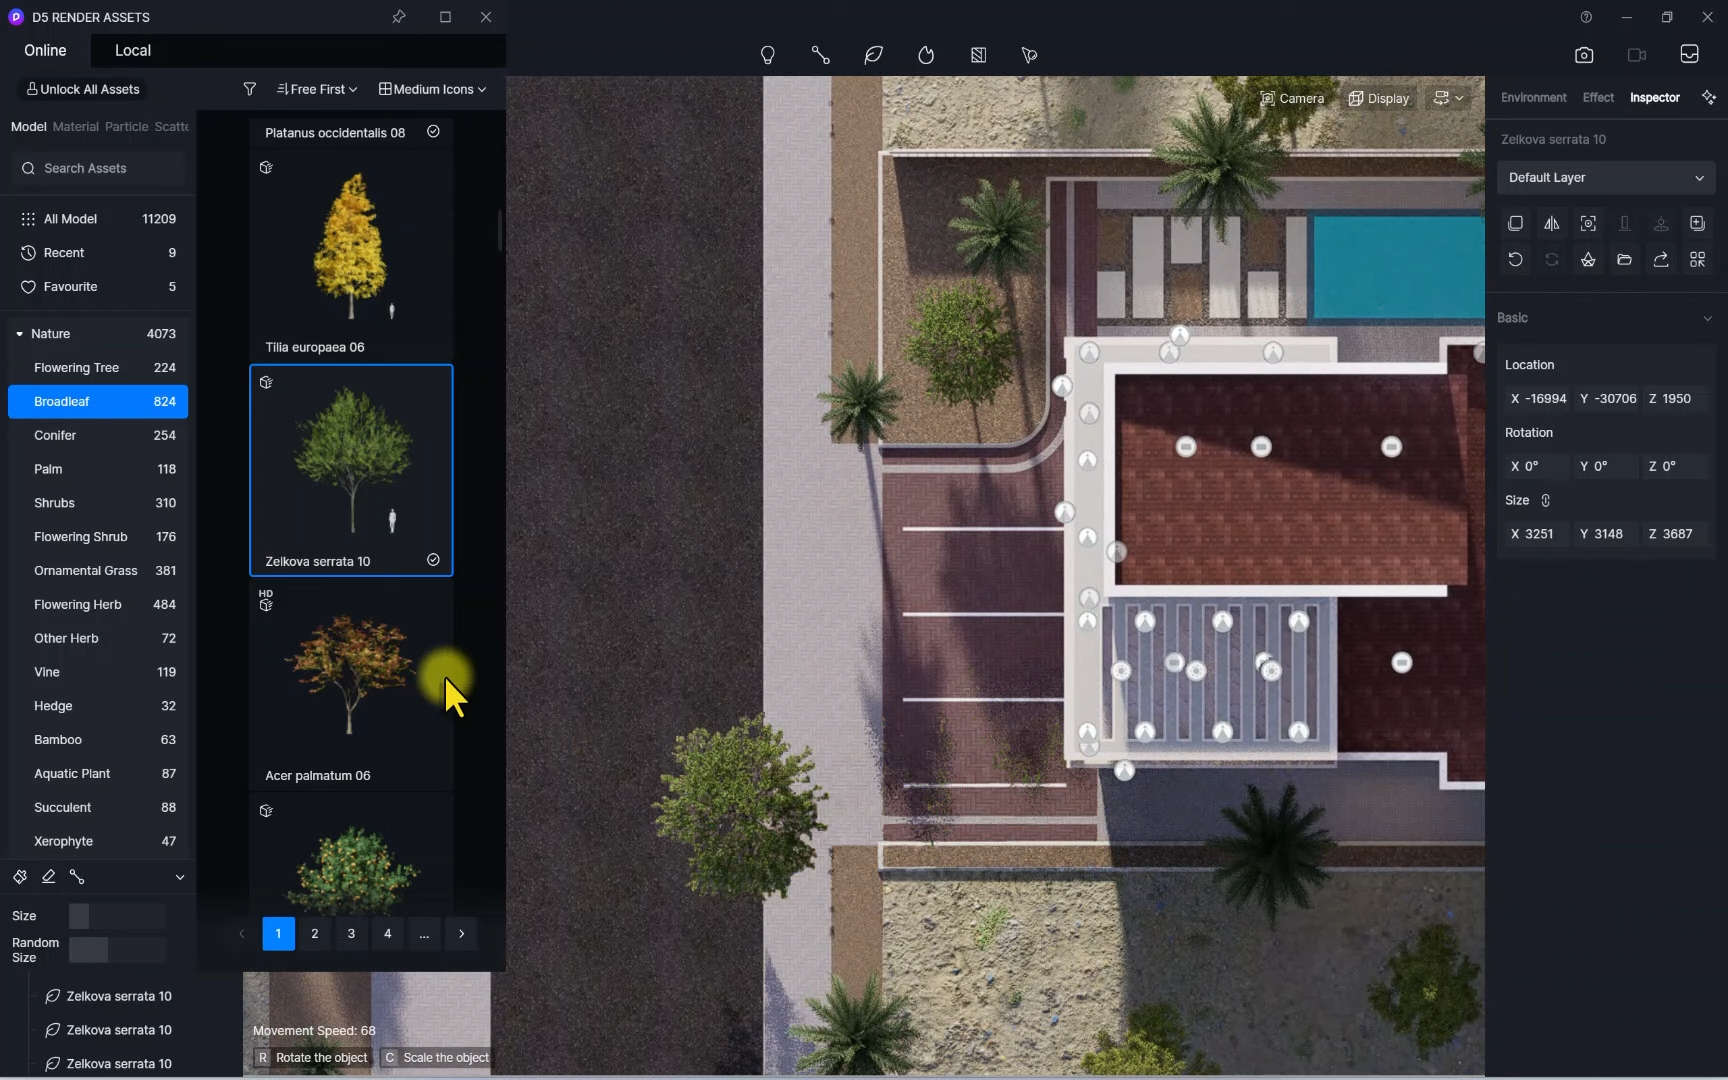 D5 RENDER ASSETS
Online
Local
Unlock All Assets
Free First
Medium Icons
Model Material Particle Scatte
Search Assets
All Model 11209
Recent 9
Favourite 5
Nature 4073
Flowering Tree 224
Broadleaf 824
Conifer 254
Palm 118
Shrubs 310
Flowering Shrub 176
Ornamental Grass 381
Flowering Herb 484
Other Herb 72
Vine 119
Hedge 32
Bamboo 63
Aquatic Plant 87
Succulent 88
Xerophyte 47
Size
Random Size
Zelkova serrata 10
Zelkova serrata 10
Zelkova serrata 10
Platanus occidentalis 08
Tilia europaea 06
Zelkova serrata 10
HD
Acer palmatum 06
1 2 3 4 ...
Movement Speed: 68
R Rotate the object C Scale the object
Camera
Display
Environment Effect Inspector
Zelkova serrata 10
Default Layer
Basic
Location
X -16994 Y -30706 Z 1950
Rotation
X 0° Y 0° Z 0°
Size
X 3251 Y 3148 Z 3687